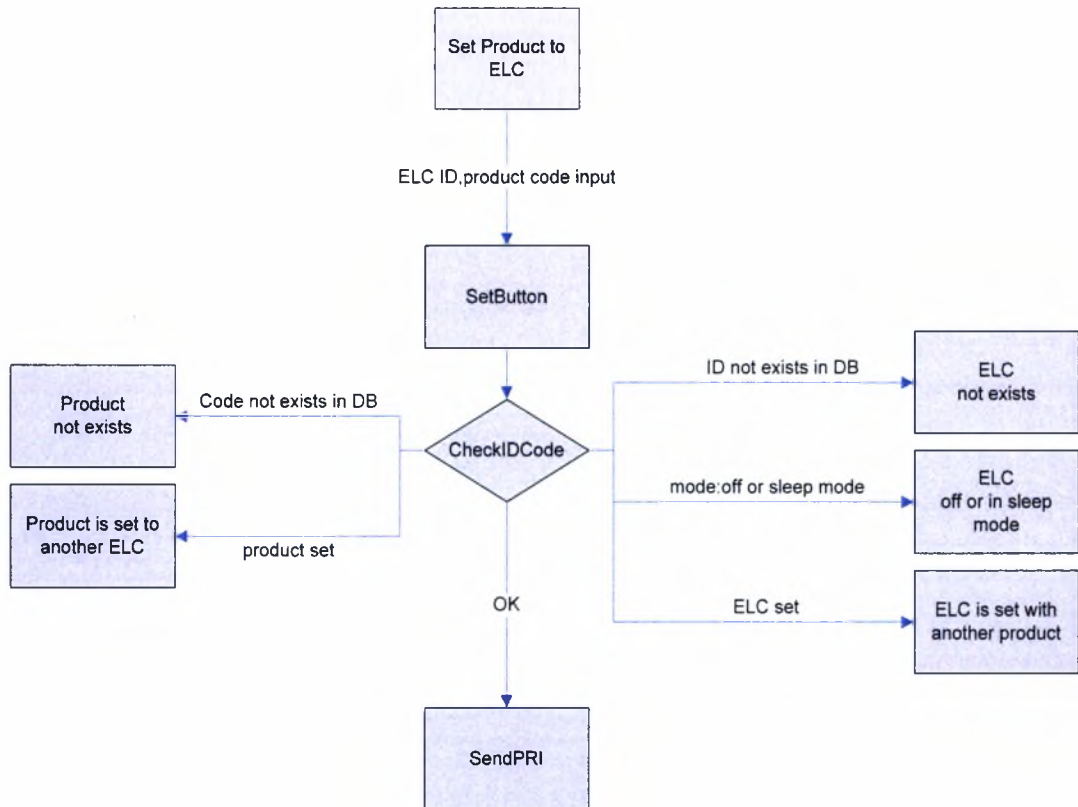 Set Product to
ELC
ELC ID,product code input
SetButton
ID not exists in DB
ELC
not exists
Code not exists in DB
Product
not exists
CheckIDCode
mode:off or sleep mode
ELC
off or in sleep
mode
Product is set to
another ELC
product set
OK
ELC set
ELC is set with
another product
SendPRI